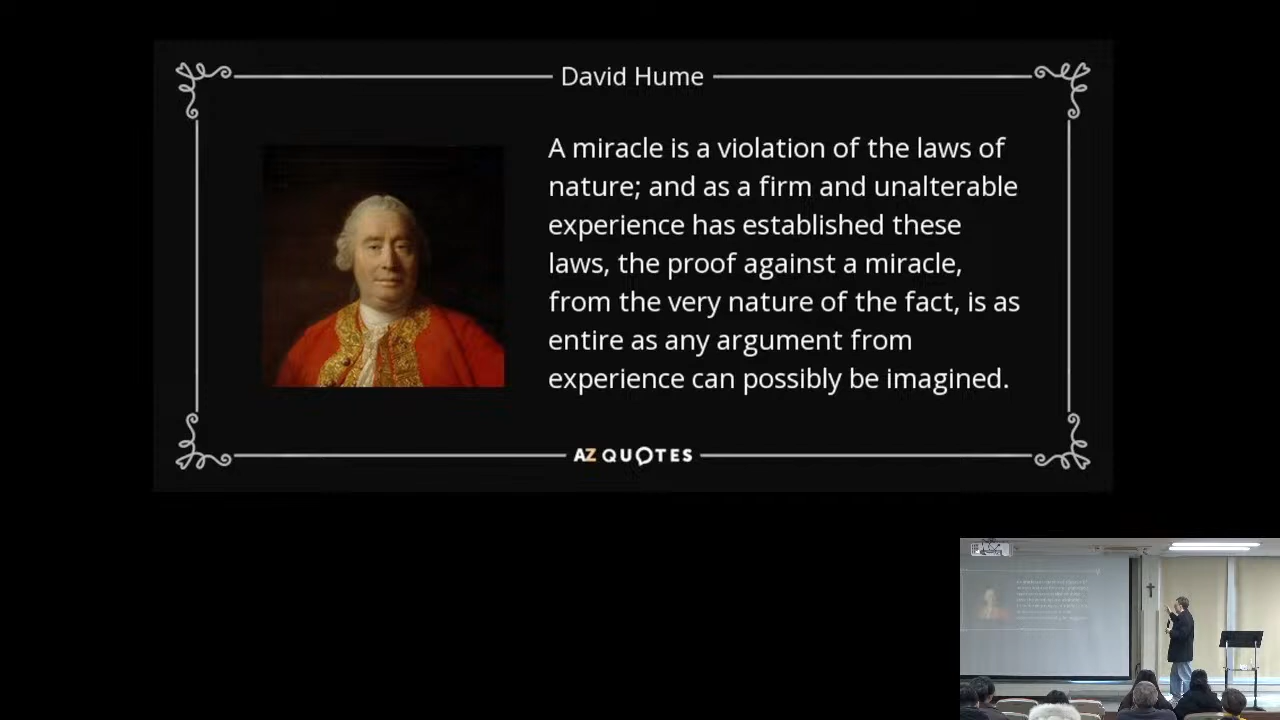 David Hume
A miracle is a violation of the laws of
nature; and as a firm and unalterable
experience has established these
laws, the proof against a miracle,
from the very nature of the fact, is as
entire as any argument from
experience can possibly be imagined.
AZ QUOTES